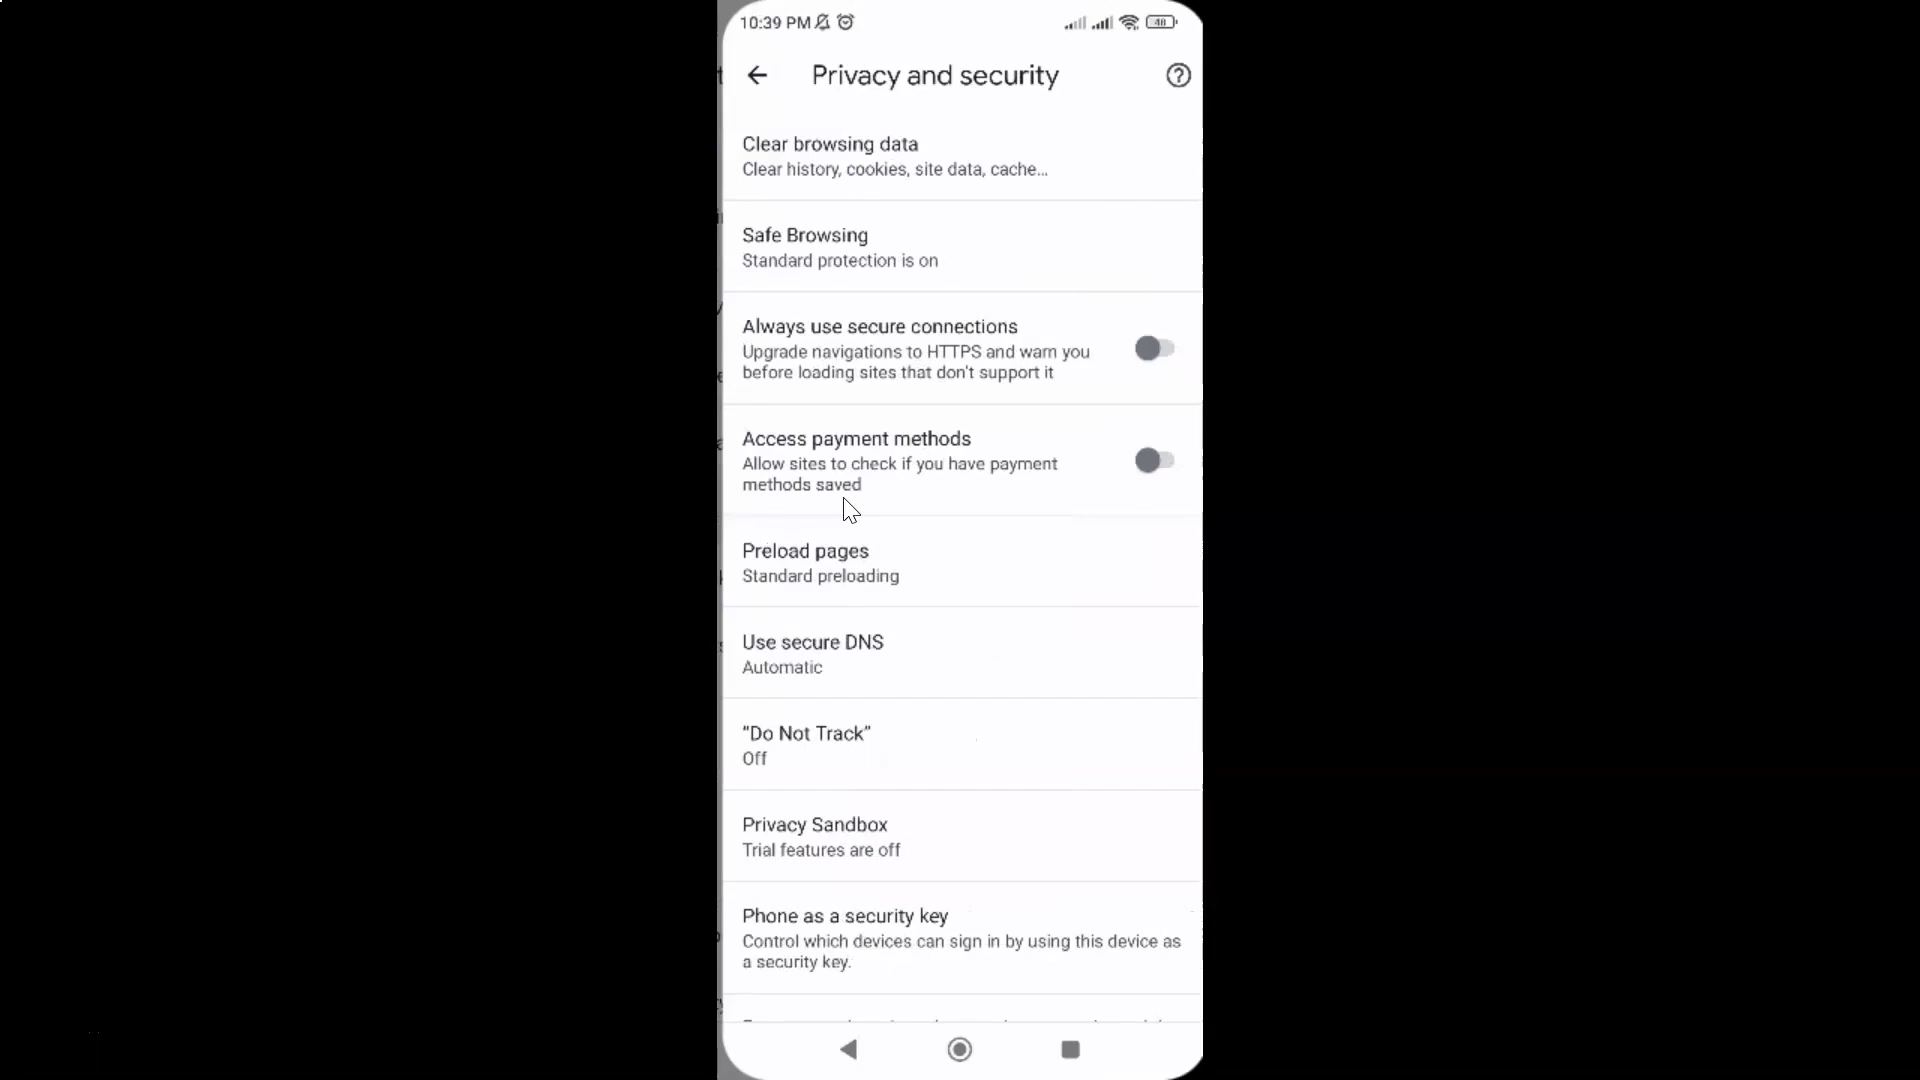 10:39 PM
40
Privacy and security
Clear browsing data
Clear history, cookies, site data, cache...
Safe Browsing
Standard protection is on
Always use secure connections
Upgrade navigations to HTTPS and warn you
before loading sites that don't support it
Access payment methods
Allow sites to check if you have payment
methods saved
Preload pages
Standard preloading
Use secure DNS
Automatic
"Do Not Track"
Off
Privacy Sandbox
Trial features are off
Phone as a security key
Control which devices can sign in by using this device as
a security key.